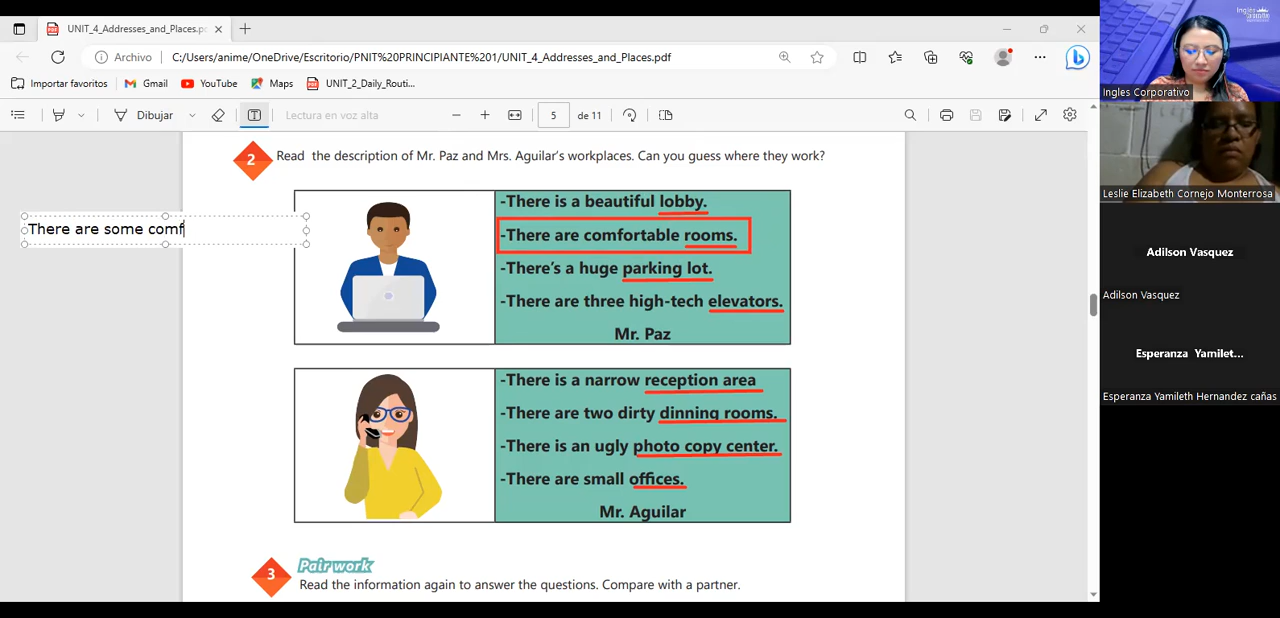 UNIT_4_Addresses_and_Places.pc
Archivo
C:/Users/anime/OneDrive/Escritorio/PNIT%20PRINCIPIANTE%201/UNIT_4_Addresses_and_Places.pdf
Importar favoritos
Gmail
YouTube
Maps
UNIT_2_Daily_Routi...
Dibujar
Lectura en voz alta
5
de 11
2
Read the description of Mr. Paz and Mrs. Aguilar's workplaces. Can you guess where they work?
There are some comf
-There is a beautiful lobby.
-There are comfortable rooms.
-There's a huge parking lot.
-There are three high-tech elevators.
Mr. Paz
-There is a narrow reception area
-There are two dirty dinning rooms.
-There is an ugly photo copy center.
-There are small offices.
Mr. Aguilar
3
Pair work
Read the information again to answer the questions. Compare with a partner.
Ingles Corporativo
Leslie Elizabeth Cornejo Monterrosa
Adilson Vasquez
Adilson Vasquez
Esperanza Yamilet...
Esperanza Yamileth Hernandez cañas